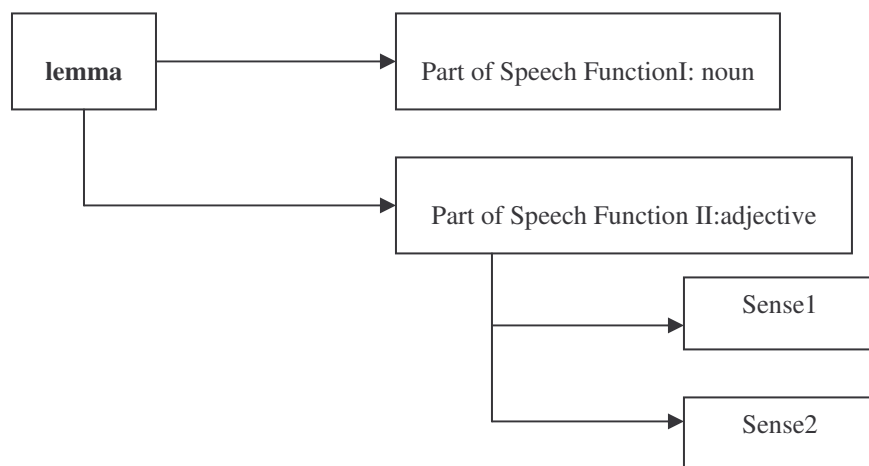 lemma
Part of Speech FunctionI: noun
Part of Speech Function II:adjective
Sense1
Sense2